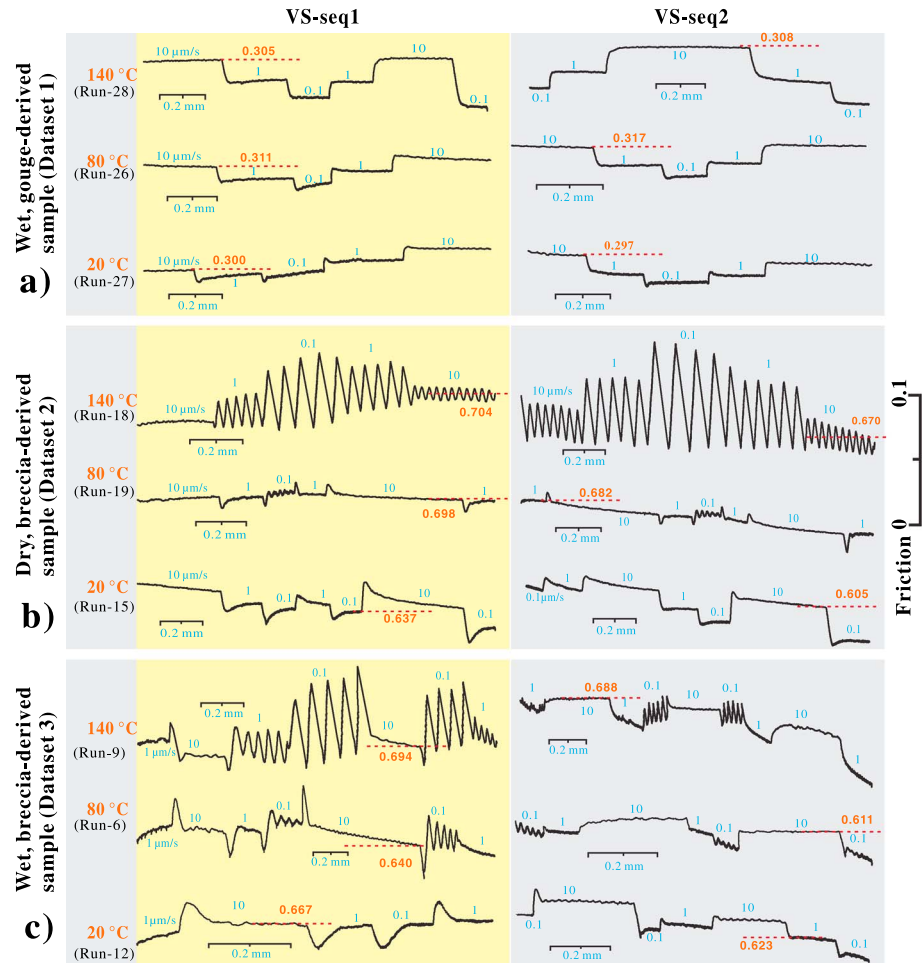 VS-seq1 VS-seq2
Wet, gouge-derived
sample (Dataset 1)
a)
140 °C
(Run-28)
10 μm/s 0.305 1 0.1 1 10 0.1
0.2 mm
0.1 1 10 0.308 1 0.1
0.2 mm
80 °C
(Run-26)
10 μm/s 0.311 1 0.1 1 10
0.2 mm
10 0.317 1 0.1 1 10
0.2 mm
20 °C
(Run-27)
10 μm/s 0.300 1 0.1 1 10
0.2 mm
10 0.297 1 0.1 1 10
0.2 mm
Dry, breccia-derived
sample (Dataset 2)
b)
140 °C
(Run-18)
10 μm/s 1 0.1 1 10 0.704
0.2 mm
10 μm/s 1 0.1 1 10 0.670
0.2 mm
80 °C
(Run-19)
10 μm/s 1 0.1 1 10 0.698 1
0.2 mm
1 0.682 10 1 0.1 1 10 1
0.2 mm
20 °C
(Run-15)
10 μm/s 1 0.1 1 0.1 0.637 10 0.1
0.2 mm
0.1μm/s 1 10 1 0.1 10 0.605 0.1
0.2 mm
Friction 0 0.1
Wet, breccia-derived
sample (Dataset 3)
c)
140 °C
(Run-9)
1 μm/s 10 1 0.1 10 0.694 0.1 1
0.2 mm
1 0.688 10 1 0.1 10 0.1 1 10 1
0.2 mm
80 °C
(Run-6)
1 μm/s 10 1 0.1 10 0.640 0.1 1
0.2 mm
0.1 1 10 1 0.1 10 0.611 0.1
0.2 mm
20 °C
(Run-12)
1μm/s 10 0.667 1 0.1 1
0.2 mm
0.1 10 0.1 1 10 0.623 1 0.1
0.2 mm